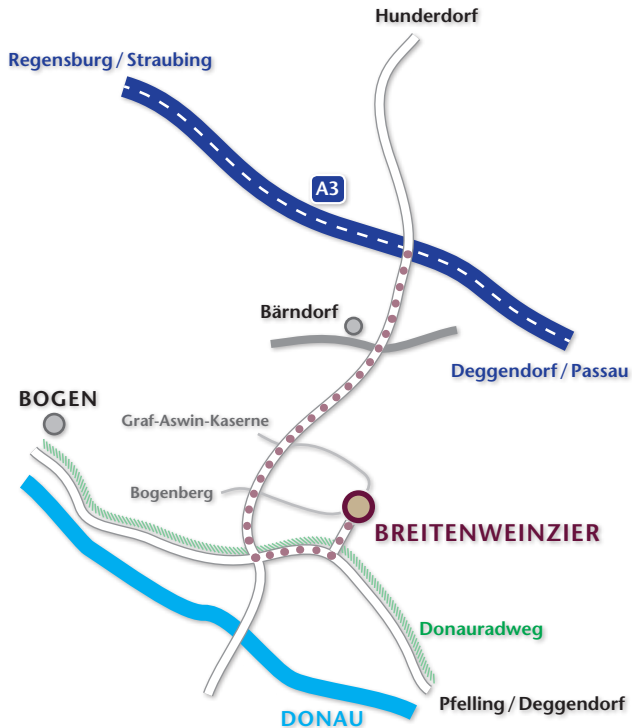 Hunderdorf
Regensburg / Straubing
A3
Bärndorf
Deggendorf / Passau
BOGEN
Graf-Aswin-Kaserne
Bogenberg
BREITENWEINZIER
Donauradweg
Pfelling / Deggendorf
DONAU